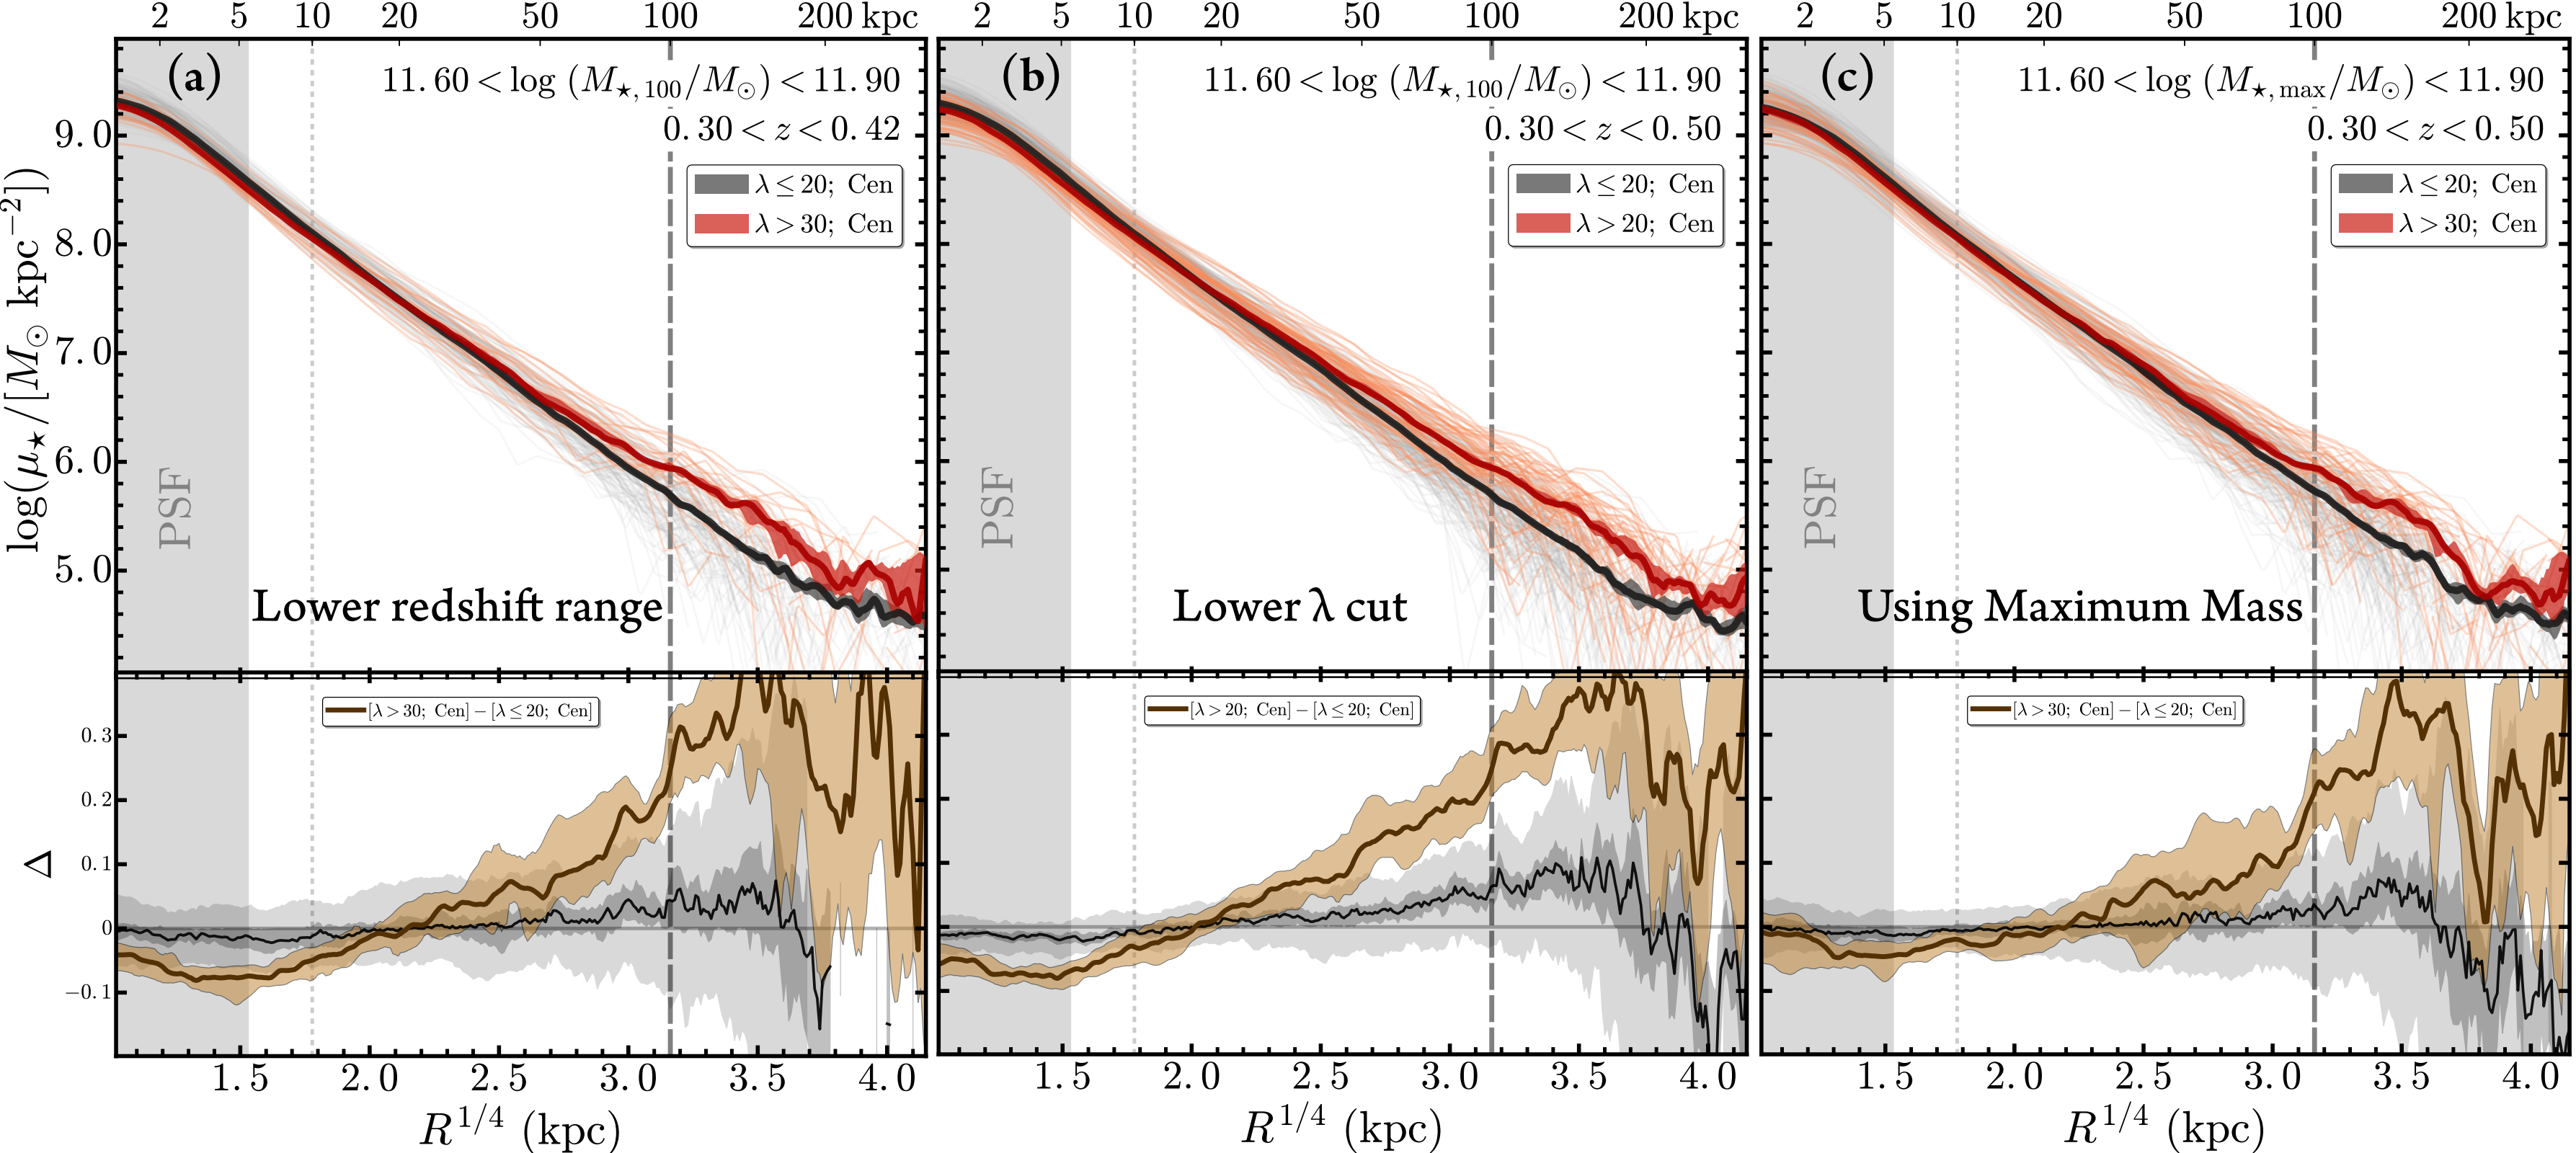 2 5 10 20 50 100 200 kpc
2 5 10 20 50 100 200 kpc
2 5 10 20 50 100 200 kpc
(a)
11.60 < log (M⋆,100/M⊙) < 11.90
0.30 < z < 0.42
λ ≤ 20; Cen
λ > 30; Cen
PSF
Lower redshift range
(b)
11.60 < log (M⋆,100/M⊙) < 11.90
0.30 < z < 0.50
λ ≤ 20; Cen
λ > 20; Cen
PSF
Lower λ cut
(c)
11.60 < log (M⋆,max/M⊙) < 11.90
0.30 < z < 0.50
λ ≤ 20; Cen
λ > 30; Cen
PSF
Using Maximum Mass
log(μ⋆/[M⊙ kpc⁻²])
9.0
8.0
7.0
6.0
5.0
[λ > 30; Cen] − [λ ≤ 20; Cen]
[λ > 20; Cen] − [λ ≤ 20; Cen]
[λ > 30; Cen] − [λ ≤ 20; Cen]
Δ
0.3
0.2
0.1
0
−0.1
1.5 2.0 2.5 3.0 3.5 4.0
1.5 2.0 2.5 3.0 3.5 4.0
1.5 2.0 2.5 3.0 3.5 4.0
R^1/4 (kpc)
R^1/4 (kpc)
R^1/4 (kpc)